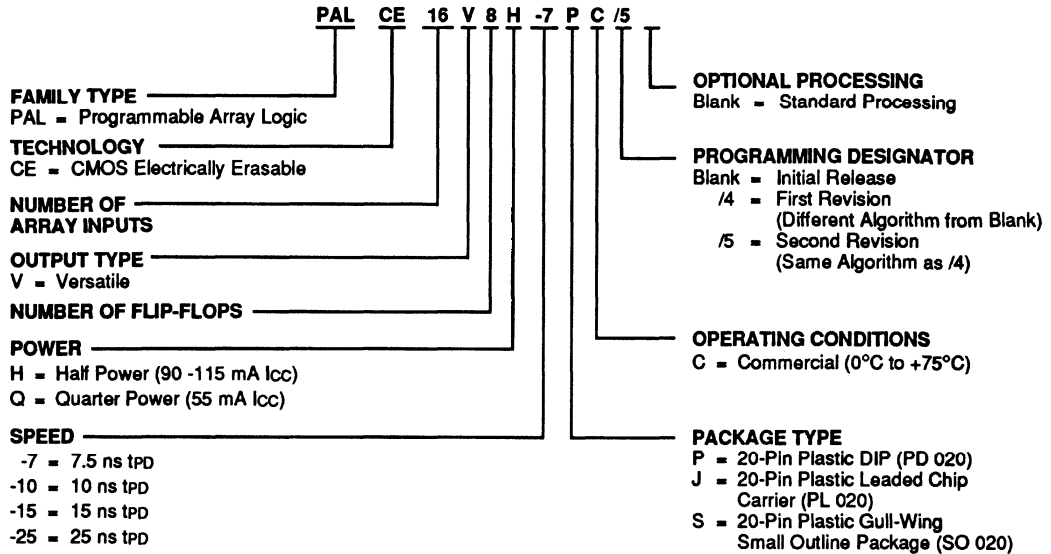 PAL CE 16 V 8 H -7 P C /5
FAMILY TYPE
PAL = Programmable Array Logic
TECHNOLOGY
CE = CMOS Electrically Erasable
NUMBER OF
ARRAY INPUTS
OUTPUT TYPE
V = Versatile
NUMBER OF FLIP-FLOPS
POWER
H = Half Power (90 -115 mA ICC)
Q = Quarter Power (55 mA ICC)
SPEED
-7 = 7.5 ns tPD
-10 = 10 ns tPD
-15 = 15 ns tPD
-25 = 25 ns tPD
OPTIONAL PROCESSING
Blank = Standard Processing
PROGRAMMING DESIGNATOR
Blank = Initial Release
/4 = First Revision
(Different Algorithm from Blank)
/5 = Second Revision
(Same Algorithm as /4)
OPERATING CONDITIONS
C = Commercial (0°C to +75°C)
PACKAGE TYPE
P = 20-Pin Plastic DIP (PD 020)
J = 20-Pin Plastic Leaded Chip
Carrier (PL 020)
S = 20-Pin Plastic Gull-Wing
Small Outline Package (SO 020)